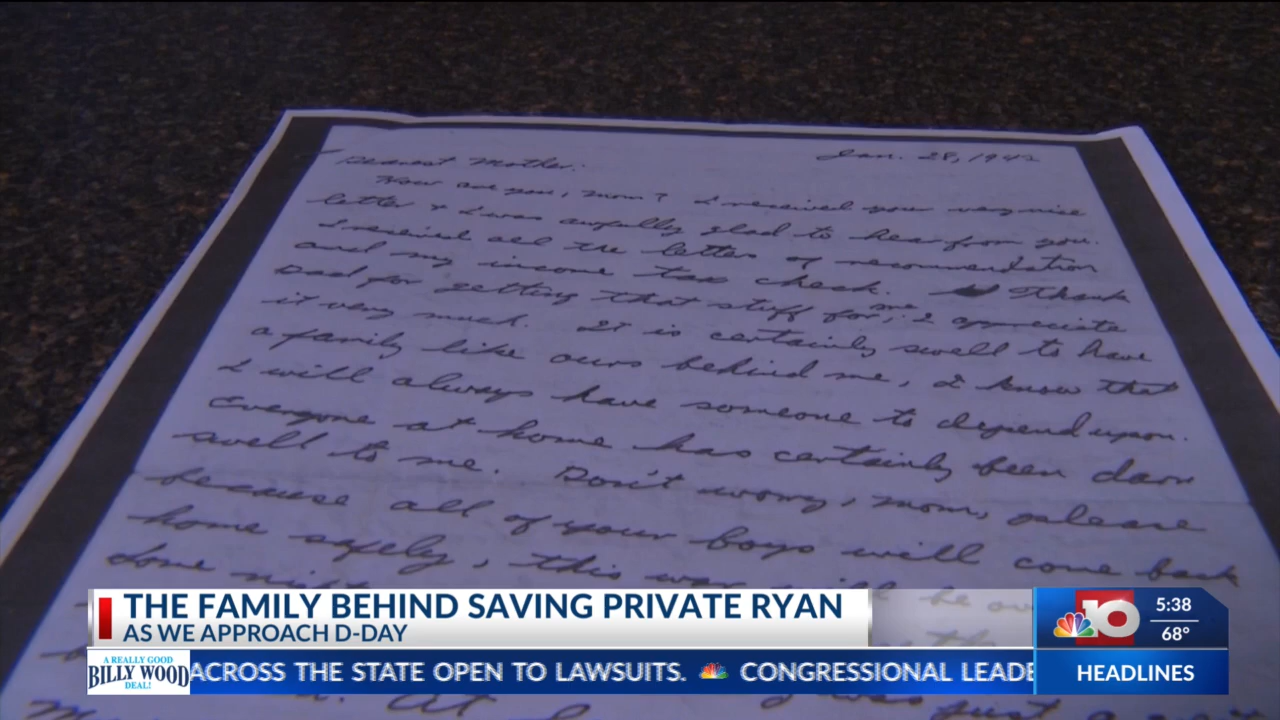 Jan. 28, 1942
Dearest Mother:
How are you, Mom? I received your very nice
letter & I was awfully glad to hear from you.
I received all the letters of recommendation
and my income tax check. Thank
Dad for getting that stuff for me, I appreciate
it very much. It is certainly swell to have
a family like ours behind me, I know that
I will always have someone to depend upon.
Everyone at home has certainly been darn
swell to me. Don't worry, mom, please
because all of your boys will come back
home safely, this war will be
THE FAMILY BEHIND SAVING PRIVATE RYAN
AS WE APPROACH D-DAY
10
5:38
68°
A REALLY GOOD
BILLY WOOD
DEAL!
ACROSS THE STATE OPEN TO LAWSUITS. CONGRESSIONAL LEADE
HEADLINES